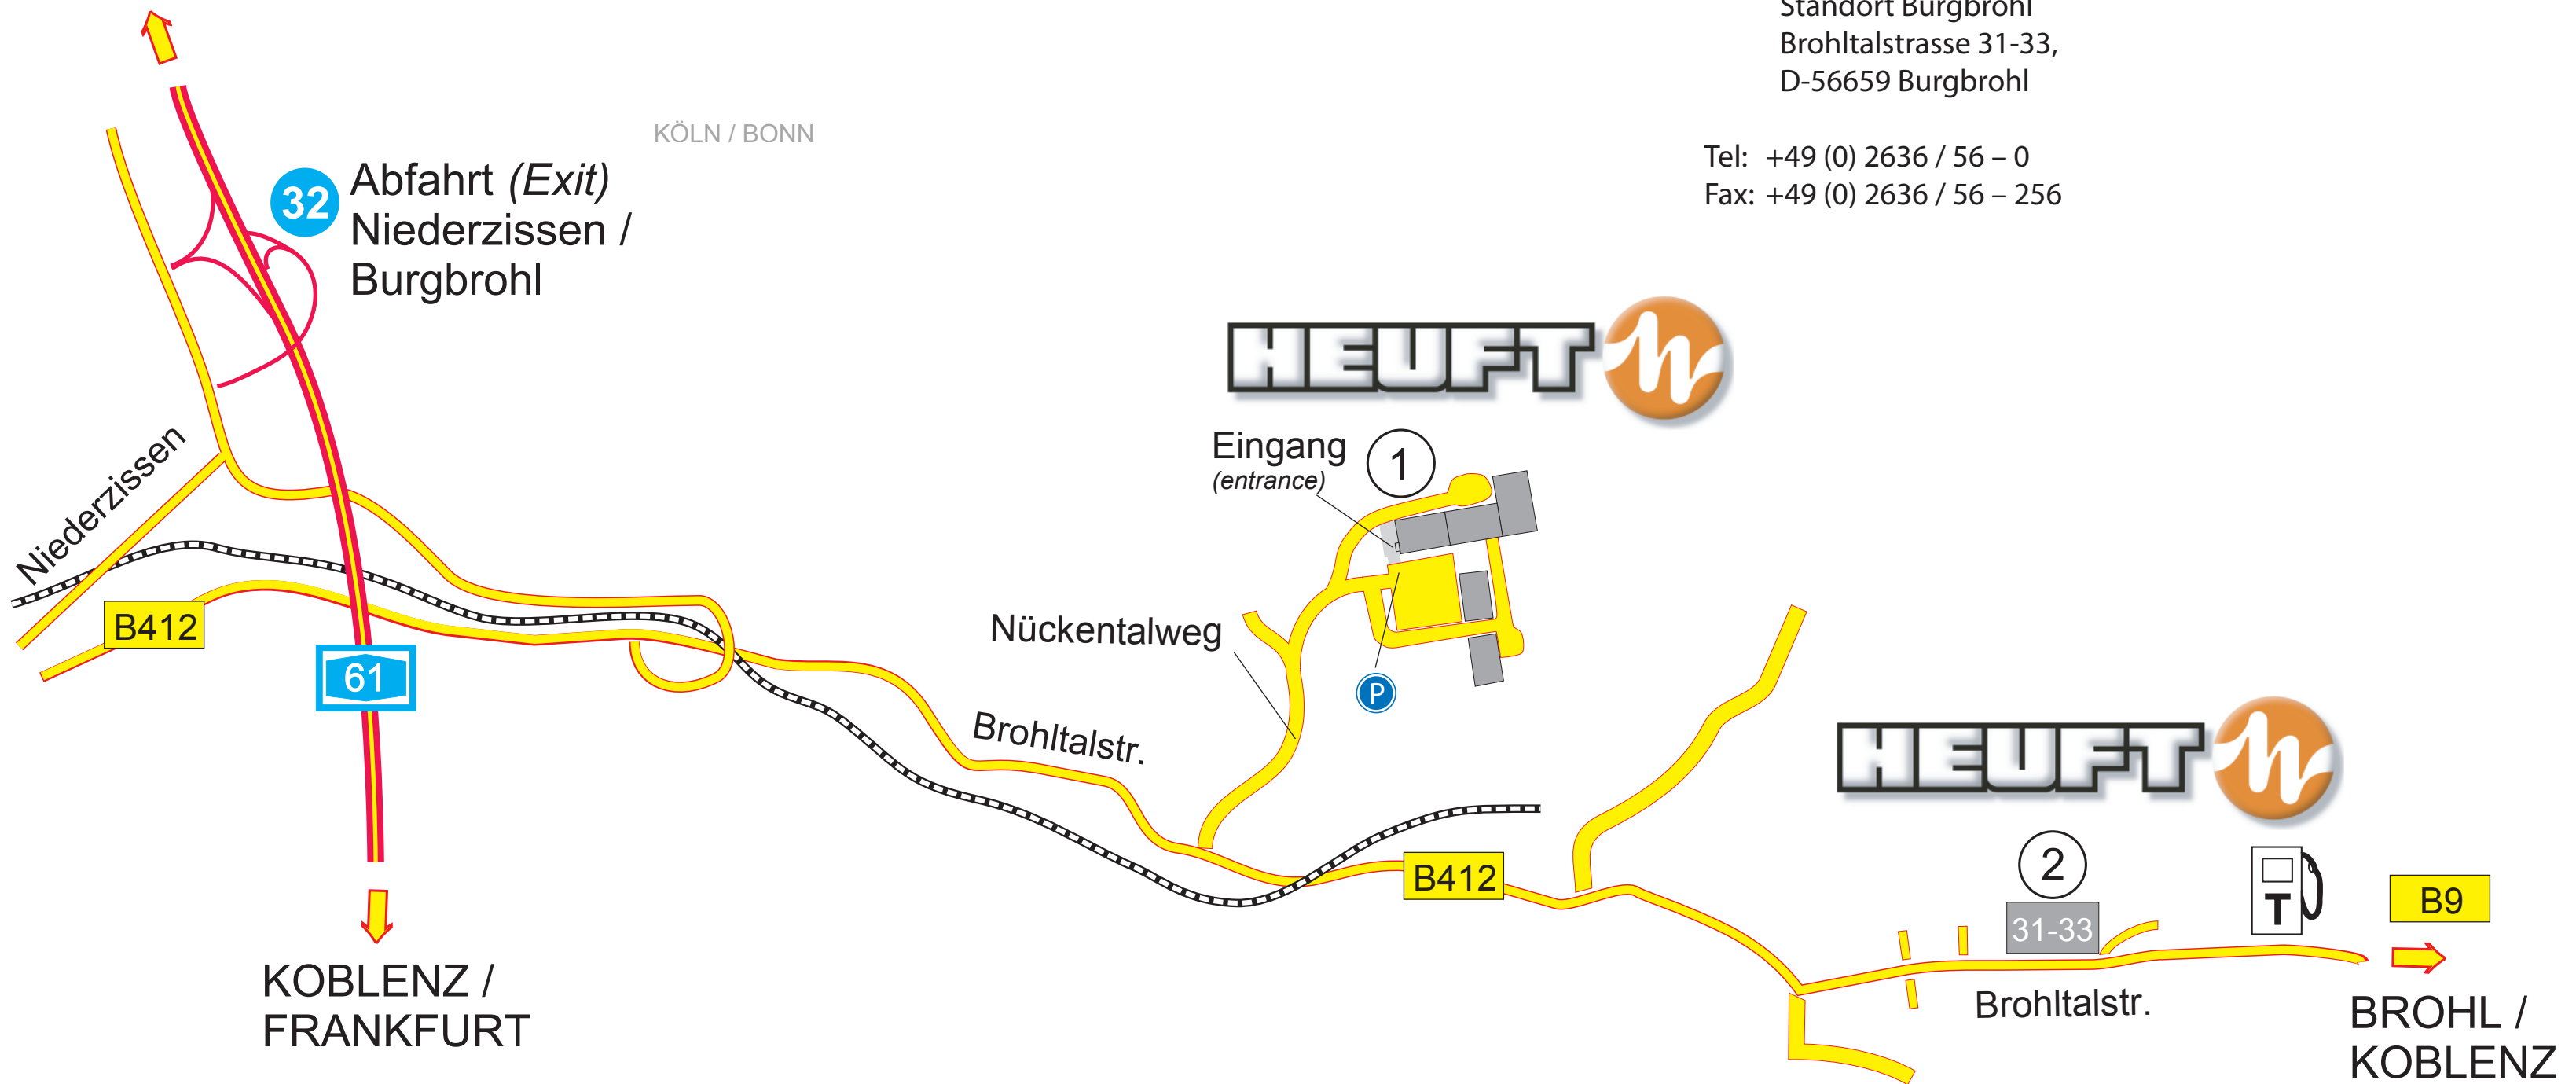 Standort Burgbrohl
Brohltalstrasse 31-33,
D-56659 Burgbrohl
Tel: +49 (0) 2636 / 56 – 0
Fax: +49 (0) 2636 / 56 – 256
KÖLN / BONN
32
Abfahrt (Exit)
Niederzissen /
Burgbrohl
HEUFT
Eingang
(entrance)
1
Niederzissen
B412
61
Nückentalweg
P
Brohltalstr.
HEUFT
B412
2
31-33
T
B9
Brohltalstr.
KOBLENZ /
FRANKFURT
BROHL /
KOBLENZ